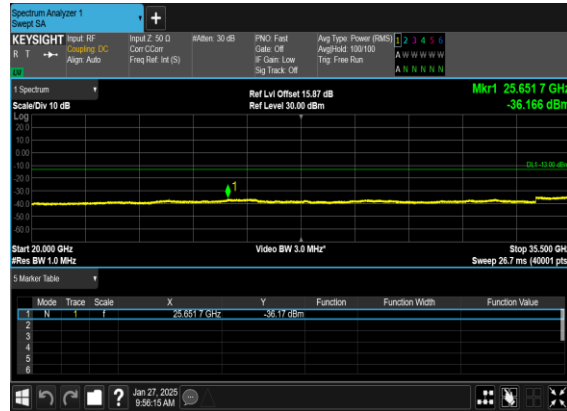 Spectrum Analyzer 1
Swept SA
+
KEYSIGHT Input: RF Input Z: 50 Ω #Atten: 30 dB PNO: Fast Avg Type: Power (RMS) 1 2 3 4 5 6
R T Coupling: DC Corr CCorr Gate: Off Avg|Hold: 100/100 A W W W W W
Align: Auto Freq Ref: Int (S) IF Gain: Low Trig: Free Run
Sig Track: Off A N N N N N
1 Spectrum Ref Lvl Offset 15.87 dB Mkr1 25.651 7 GHz
Scale/Div 10 dB Ref Level 30.00 dBm -36.166 dBm
Log
20.0
10.0
0.00
-10.0
DL1 -13.00 dBm
-20.0
-30.0
1
-40.0
-50.0
-60.0
Start 20.000 GHz Video BW 3.0 MHz* Stop 35.500 GHz
#Res BW 1.0 MHz Sweep 26.7 ms (40001 pts)
5 Marker Table
Mode Trace Scale X Y Function Function Width Function Value
1 N 1 f 25.651 7 GHz -36.17 dBm
2
3
4
5
6
? Jan 27, 2025
9:56:15 AM